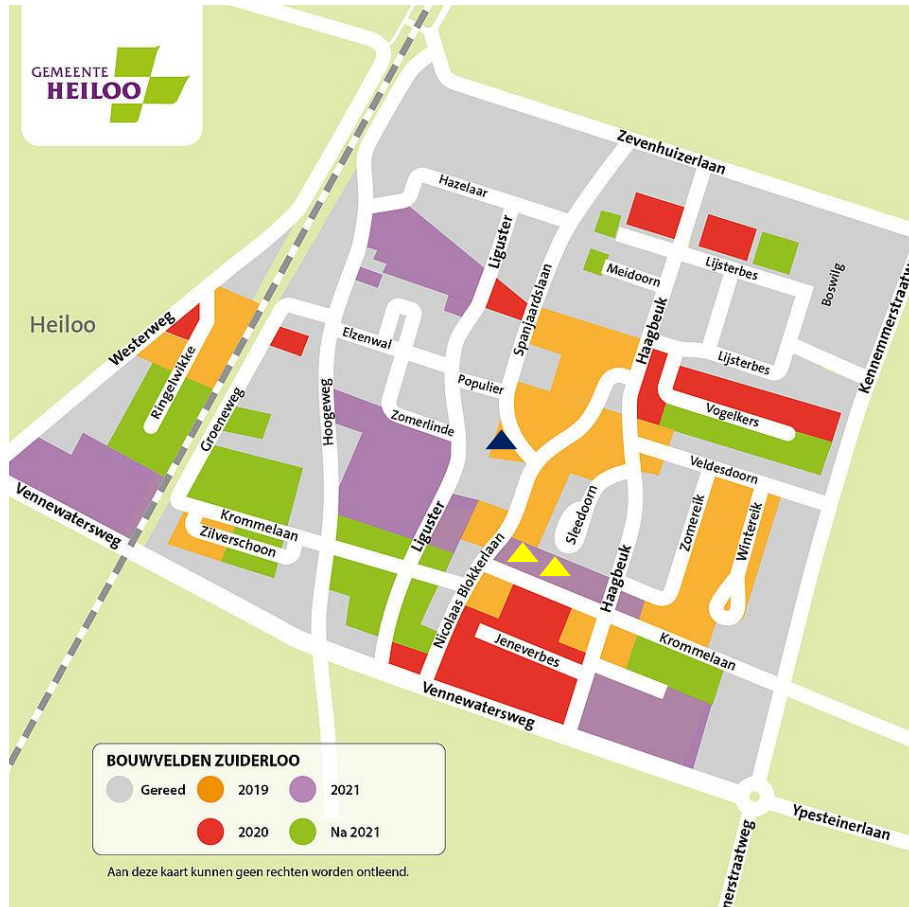 GEMEENTE
HEILOO
Zevenhuizerlaan
Hazelaar
Liguster
Spanjaardslaan
Meidoorn
Lijsterbes
Boswilg
Kennemmerstraatweg
Haagbeuk
Heiloo
Westerweg
Ringelwikke
Groeneweg
Hoogeweg
Elzenwal
Populier
Zomerlinde
Lijsterbes
Vogelkers
Veldesdoorn
Vennewatersweg
Krommelaan
Zilverschoon
Liguster
Nicolaas Blokkerlaan
Sleedoorn
Haagbeuk
Zomereik
Wintereik
Jeneverbes
Krommelaan
Vennewatersweg
Ypesteinerlaan
merstraatweg
BOUWVELDEN ZUIDERLOO
Gereed 2019 2021
2020 Na 2021
Aan deze kaart kunnen geen rechten worden ontleend.